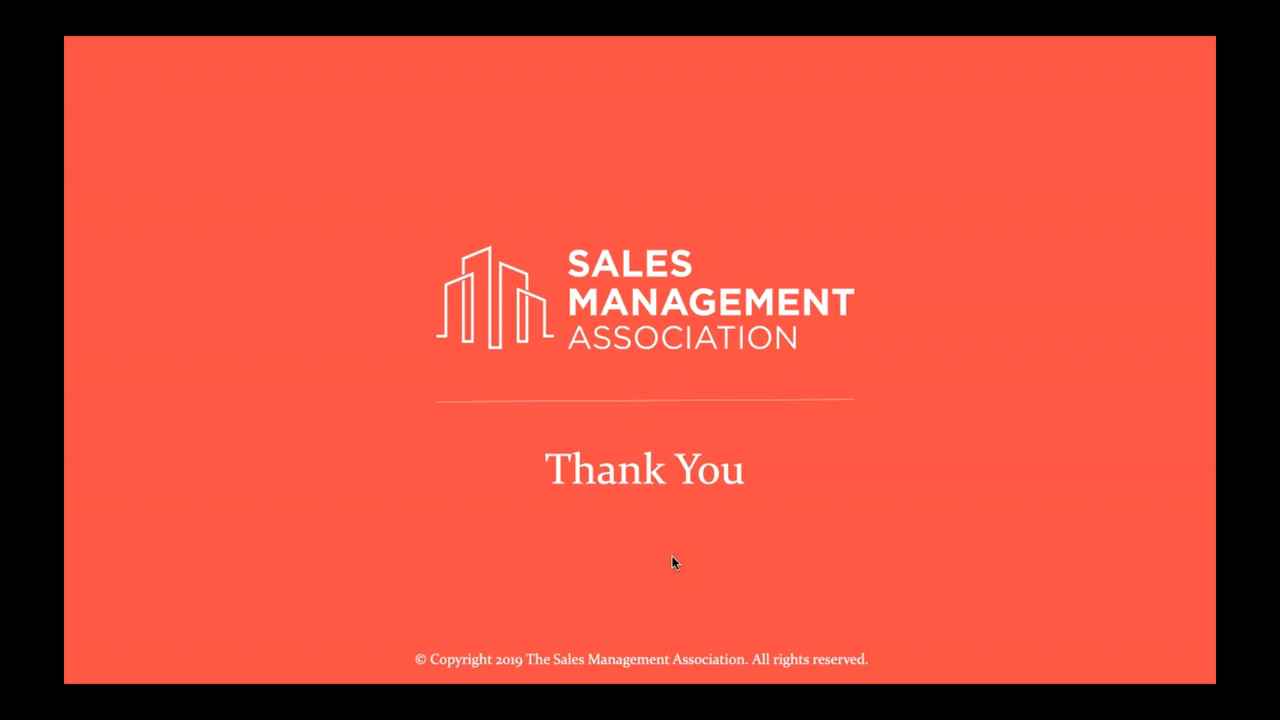 SALES
MANAGEMENT
ASSOCIATION
Thank You
© Copyright 2019 The Sales Management Association. All rights reserved.